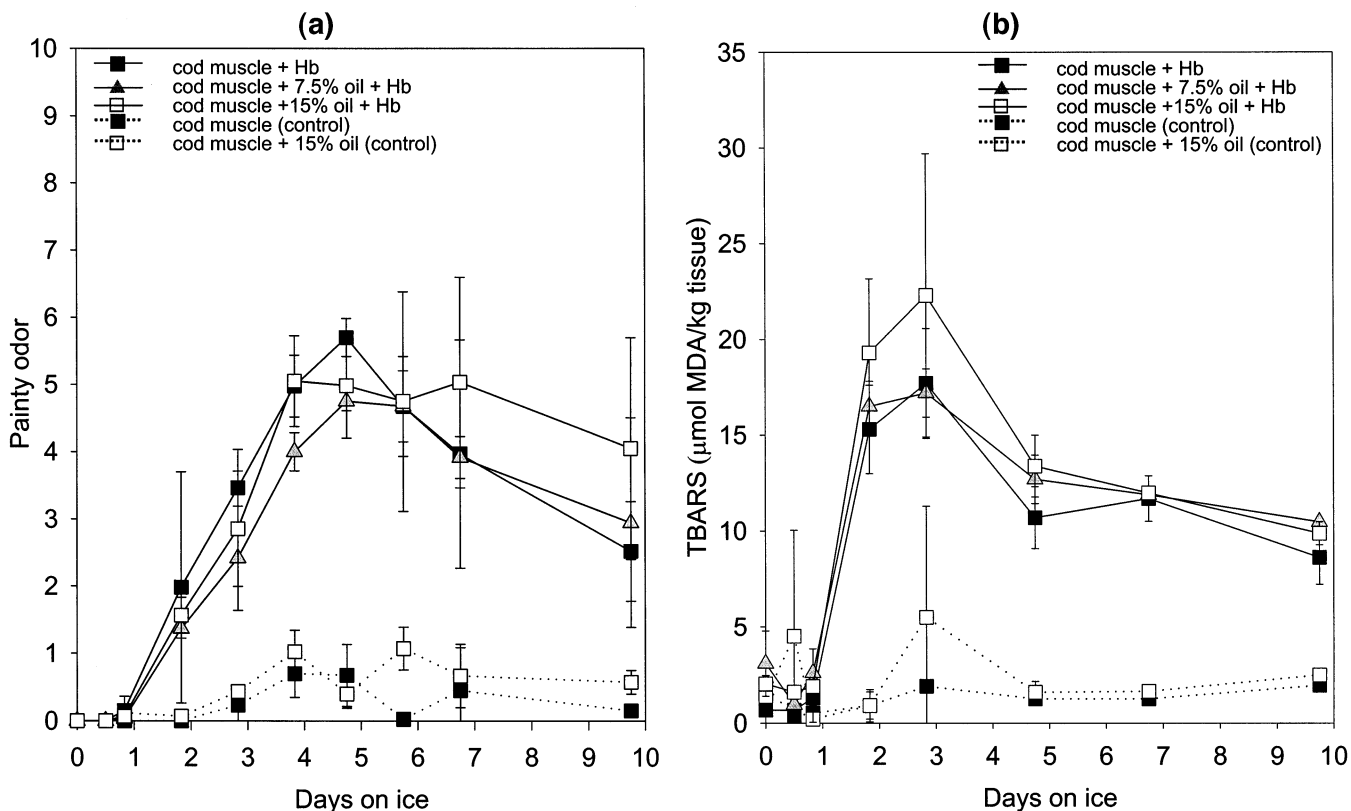 (a)
10
9
8
7
6
5
4
3
2
1
0
Painty odor
cod muscle + Hb
cod muscle + 7.5% oil + Hb
cod muscle +15% oil + Hb
cod muscle (control)
cod muscle + 15% oil (control)
0 1 2 3 4 5 6 7 8 9 10
Days on ice
(b)
35
30
25
20
15
10
5
0
TBARS (μmol MDA/kg tissue)
cod muscle + Hb
cod muscle + 7.5% oil + Hb
cod muscle +15% oil + Hb
cod muscle (control)
cod muscle + 15% oil (control)
0 1 2 3 4 5 6 7 8 9 10
Days on ice